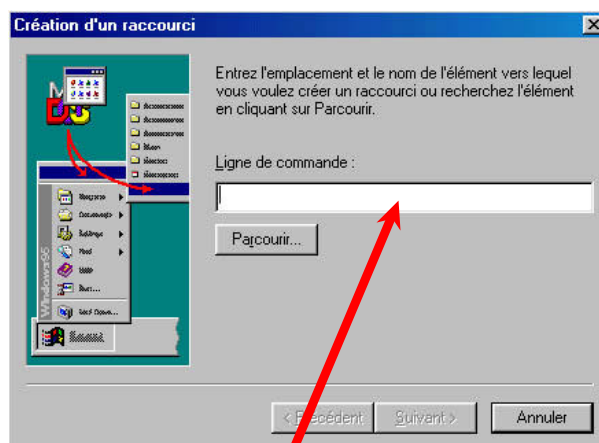 Création d'un raccourci
Entrez l'emplacement et le nom de l'élément vers lequel
vous voulez créer un raccourci ou recherchez l'élément
en cliquant sur Parcourir.
Ligne de commande :
Parcourir...
Windows95
< Précédent
Suivant >
Annuler